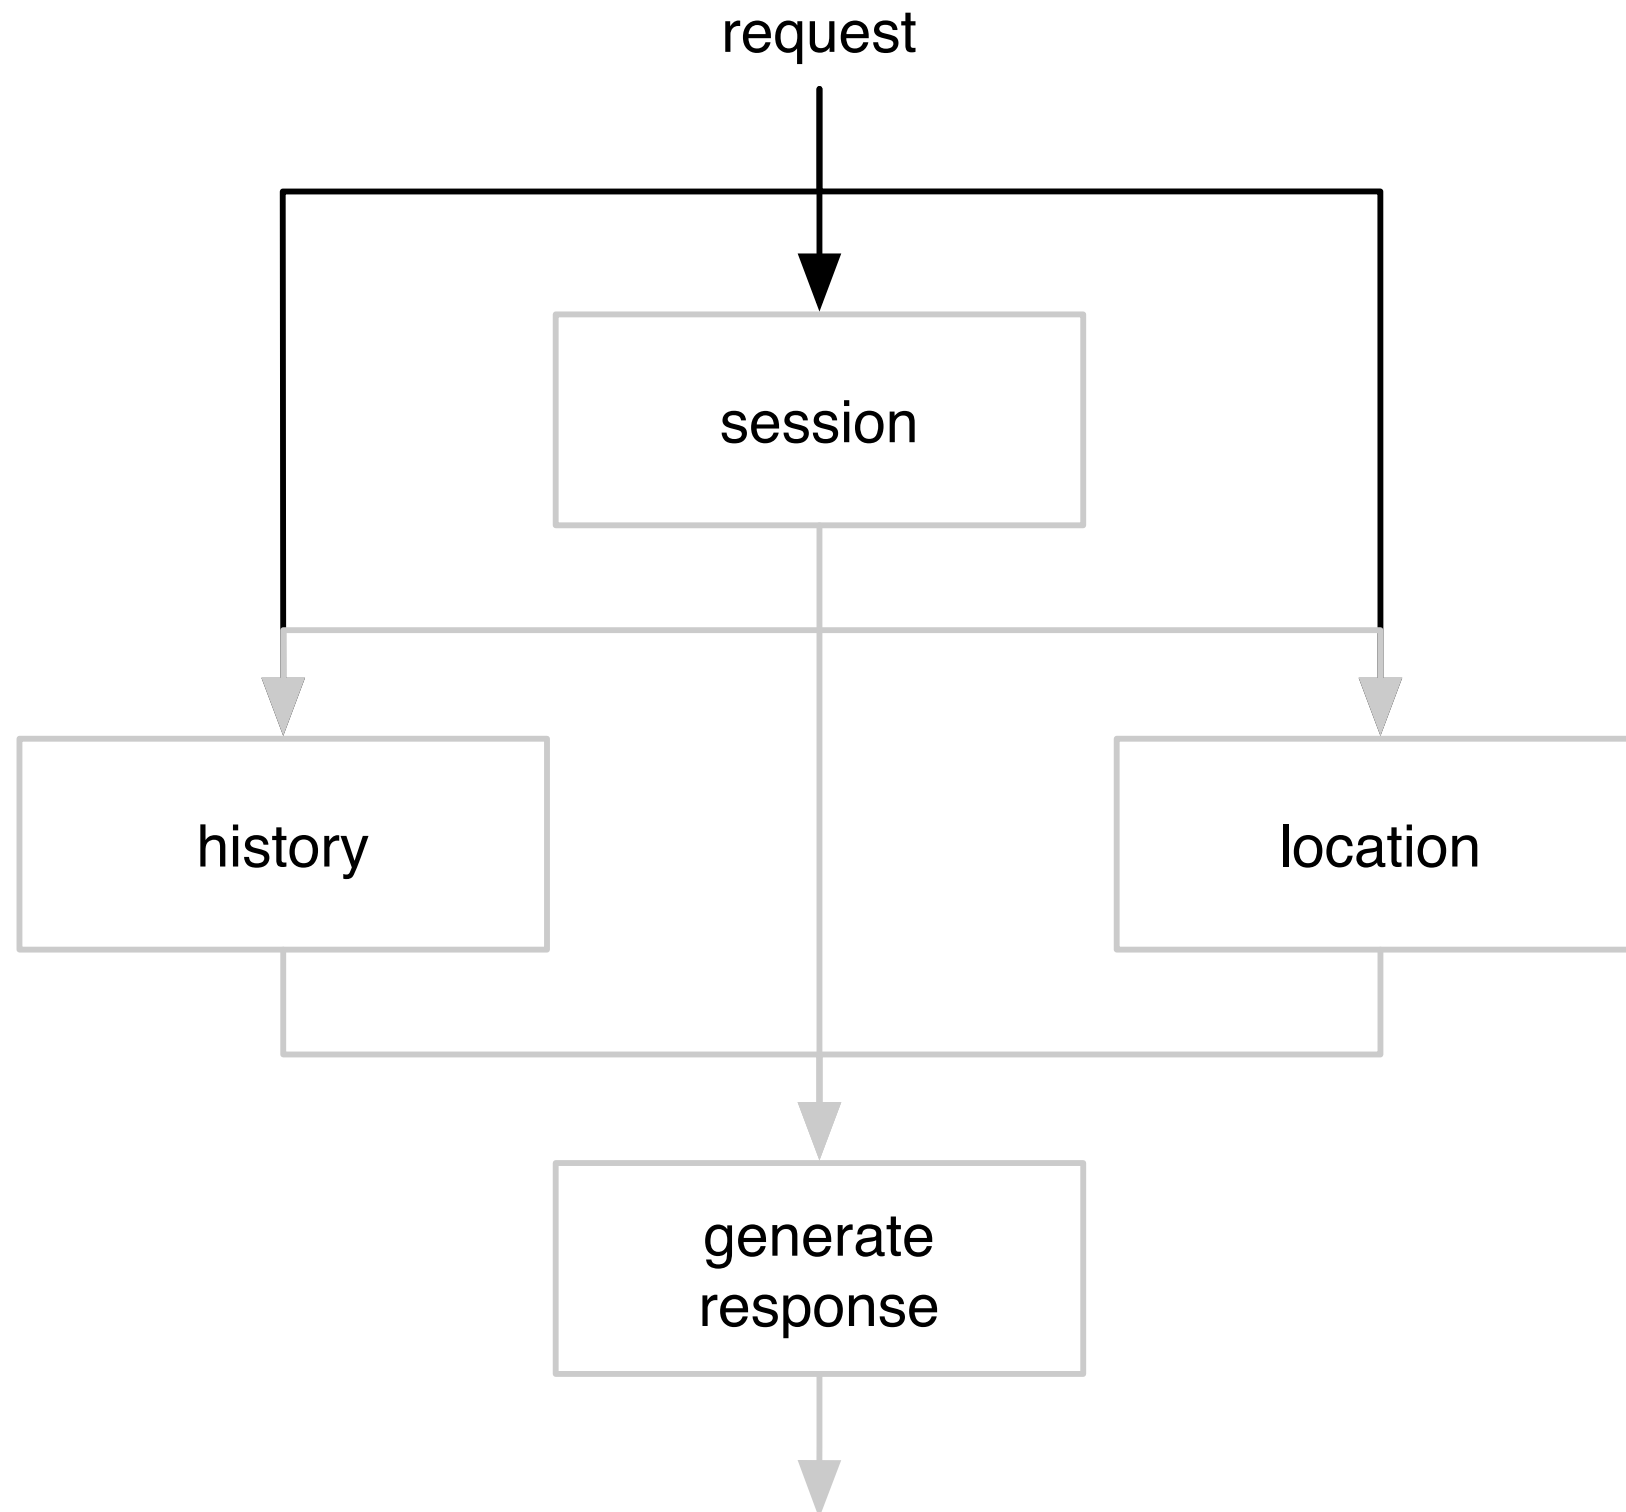 request
session
history
location
generate
response